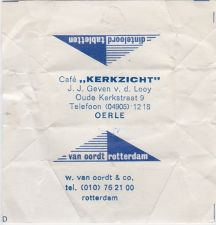 dinteloord tabletten
Café „KERKZICHT"
J. J. Geven v. d. Looy
Oude Kerkstraat 9
Telefoon (04905) 1218
OERLE
van oordt rotterdam
w. van oordt & co,
tel. (010) 76 21 00
rotterdam
D